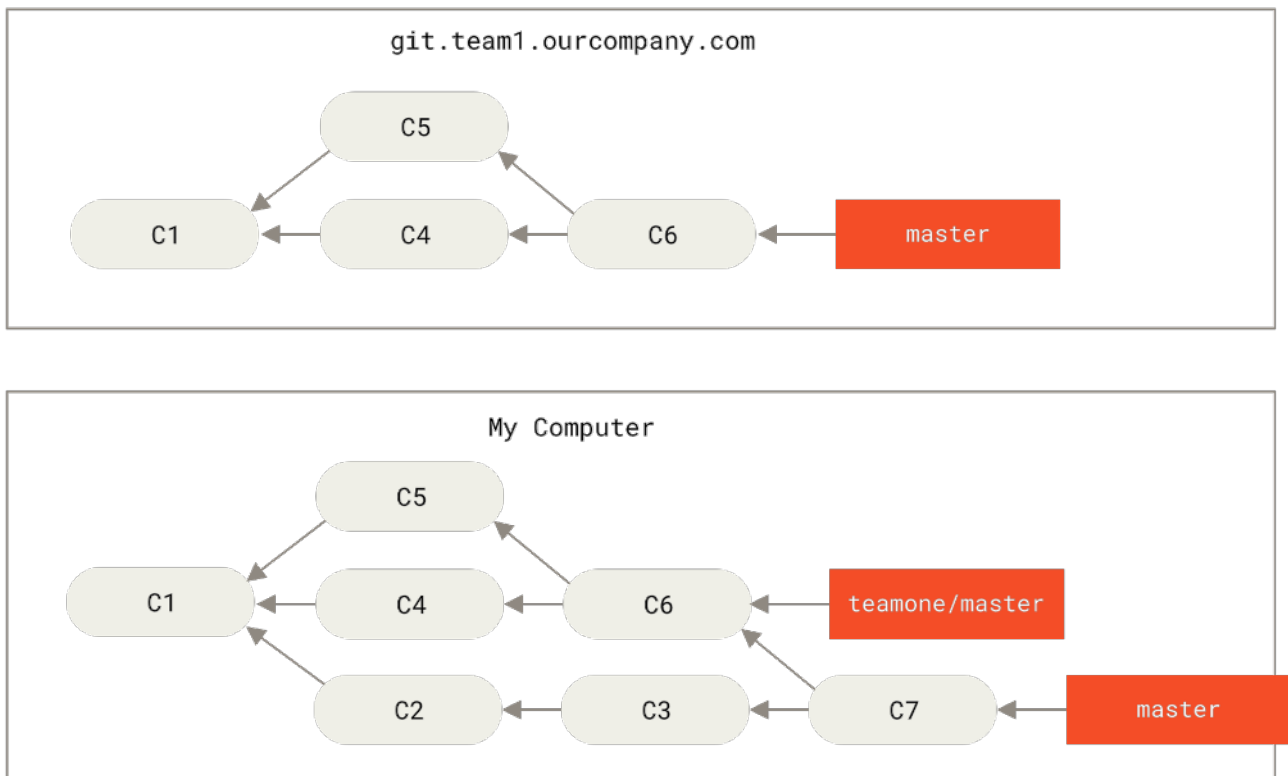 git.team1.ourcompany.com
C5
C1
C4
C6
master
My Computer
C5
C1
C4
C6
teamone/master
C2
C3
C7
master